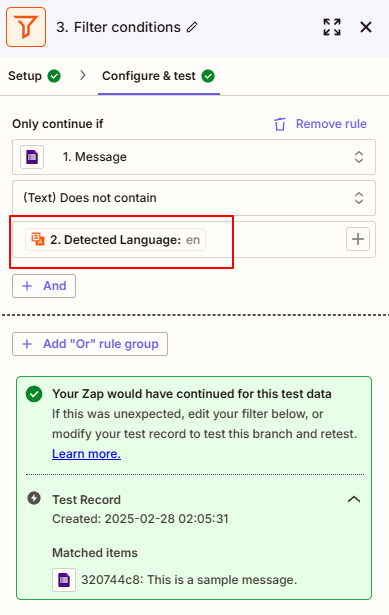 3. Filter conditions
Setup
Configure & test
Only continue if
Remove rule
1. Message
(Text) Does not contain
2. Detected Language: en
+
+ And
+ Add "Or" rule group
Your Zap would have continued for this test data
If this was unexpected, edit your filter below, or
modify your test record to test this branch and retest.
Learn more.
Test Record
Created: 2025-02-28 02:05:31
Matched items
320744c8: This is a sample message.